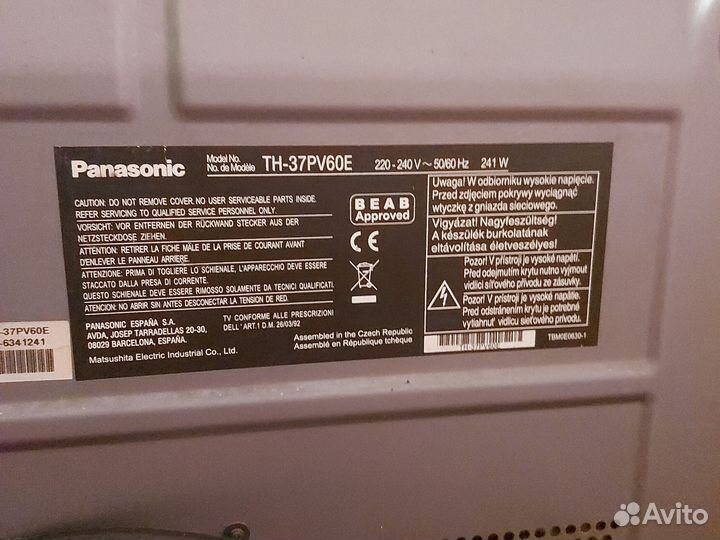 Panasonic
Model No.
No. de Modèle
TH-37PV60E
220 - 240 V ~ 50/60 Hz 241 W
CAUTION: DO NOT REMOVE COVER NO USER SERVICEABLE PARTS INSIDE.
REFER SERVICING TO QUALIFIED SERVICE PERSONNEL ONLY.
VORSICHT: VOR ENTFERNEN DER RÜCKWAND STECKER AUS DER
NETZSTECKDOSE ZIEHEN.
ATTENTION: RETIRER LA FICHE MÂLE DE LA PRISE DE COURANT AVANT
D'ENLEVER LE PANNEAU ARRIÈRE.
ATTENZIONE: PRIMA DI TOGLIERE LO SCHIENALE, L'APPARECCHIO DEVE ESSERE
STACCATO DALLA PRESA DI CORRENTE.
QUESTO SCHIENALE DEVE ESSERE RIMESSO SOLAMENTE DA TECNICI QUALIFICATI
ATENCION: NO ABRIR SIN ANTES DESCONECTAR LA TENSION DE RED.
PANASONIC ESPAÑA S.A.
AVDA, JOSEP TARRADELLAS 20-30,
08029 BARCELONA, ESPAÑA.
TV CONFORME ALLE PRESCRIZIONI
DELL' ART.1 D.M. 26/03/92
Matsushita Electric Industrial Co., Ltd.
Assembled in the Czech Republic
Assemblé en République tchèque
BEAB
Approved
CE
Uwaga! W odbiorniku wysokie napięcie.
Przed zdjęciem pokrywy wyciągnąć
wtyczkę z gniazda sieciowego.
Vigyázat! Nagyfeszültség!
A készülék burkolatának
eltávolítása életveszélyes!
Pozor! V přístroji je vysoké napětí.
Před odejmutím krytu nutno vyjmout
vidlici síťového přívodu ze zásuvky.
Pozor! V prístroji je vysoké napätie.
Pred odstránením krytu je potrebné
vytiahnuť vidlicu sieťového prívodu.
TH-37PV60E
TBM0E0630-1
-37PV60E
-6341241
Avito